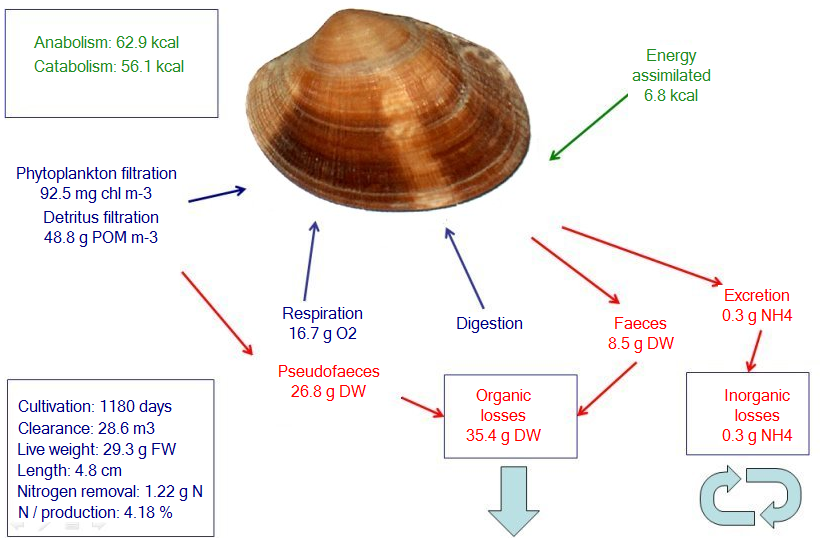 Anabolism: 62.9 kcal
Catabolism: 56.1 kcal
Energy
assimilated
6.8 kcal
Phytoplankton filtration
92.5 mg chl m-3
Detritus filtration
48.8 g POM m-3
Respiration
16.7 g O2
Digestion
Faeces
8.5 g DW
Excretion
0.3 g NH4
Pseudofaeces
26.8 g DW
Organic
losses
35.4 g DW
Inorganic
losses
0.3 g NH4
Cultivation: 1180 days
Clearance: 28.6 m3
Live weight: 29.3 g FW
Length: 4.8 cm
Nitrogen removal: 1.22 g N
N / production: 4.18 %